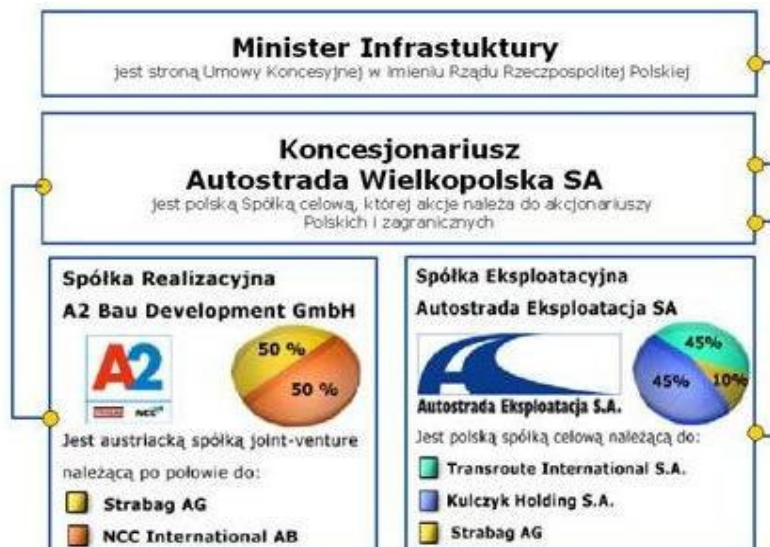 Minister Infrastuktury
jest stroną Umowy Koncesyjnej w imieniu Rządu Rzeczpospolitej Polskiej
Koncesjonariusz
Autostrada Wielkopolska SA
jest polską Spółką celową, której akcje należa do akcjonariuszy
Polskich i zagranicznych
Spółka Realizacyjna
A2 Bau Development GmbH
A2
NCC
50 %
50 %
Jest austriacką spółką joint-venture
należącą po połowie do:
Strabag AG
NCC International AB
Spółka Eksploatacyjna
Autostrada Eksploatacja SA
Autostrada Eksploatacja S.A.
45%
45%
10%
Jest polską spółką celową należącą do:
Transroute International S.A.
Kulczyk Holding S.A.
Strabag AG